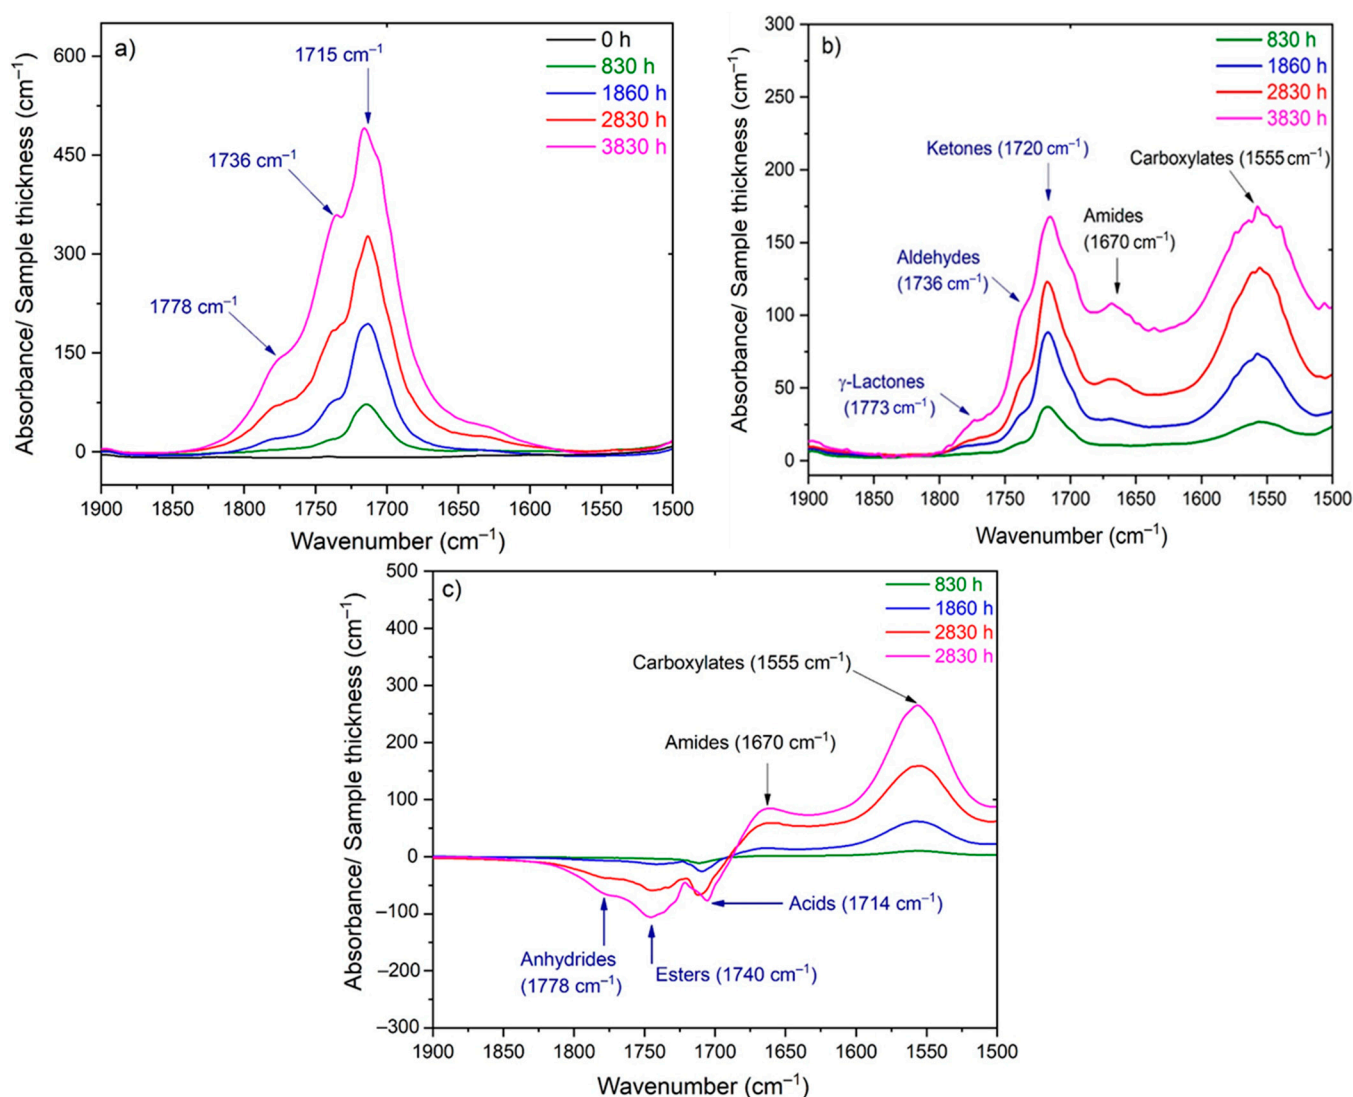 a)
0 h
830 h
1860 h
2830 h
3830 h
1715 cm⁻¹
1736 cm⁻¹
1778 cm⁻¹
600
450
300
150
0
Absorbance/ Sample thickness (cm⁻¹)
1900 1850 1800 1750 1700 1650 1600 1550 1500
Wavenumber (cm⁻¹)
b)
830 h
1860 h
2830 h
3830 h
Ketones (1720 cm⁻¹)
Carboxylates (1555 cm⁻¹)
Amides
(1670 cm⁻¹)
Aldehydes
(1736 cm⁻¹)
γ-Lactones
(1773 cm⁻¹)
300
250
200
150
100
50
0
Absorbance/ Sample thickness (cm⁻¹)
1900 1850 1800 1750 1700 1650 1600 1550 1500
Wavenumber (cm⁻¹)
c)
830 h
1860 h
2830 h
2830 h
Carboxylates (1555 cm⁻¹)
Amides (1670 cm⁻¹)
Acids (1714 cm⁻¹)
Anhydrides
(1778 cm⁻¹)
Esters (1740 cm⁻¹)
500
400
300
200
100
0
–100
–200
–300
Absorbance/ Sample thickness (cm⁻¹)
1900 1850 1800 1750 1700 1650 1600 1550 1500
Wavenumber (cm⁻¹)